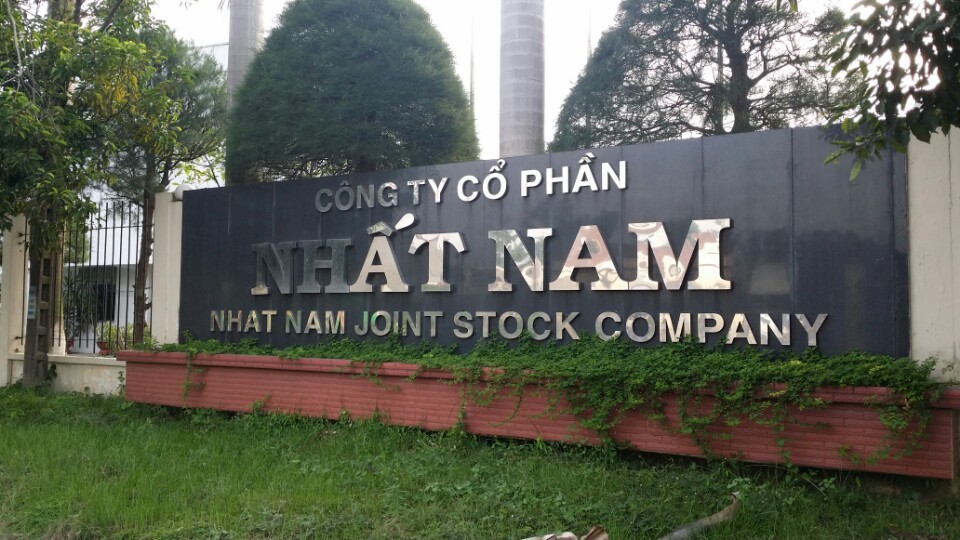 CÔNG TY CỔ PHẦN
NHẤT NAM
NHAT NAM JOINT STOCK COMPANY